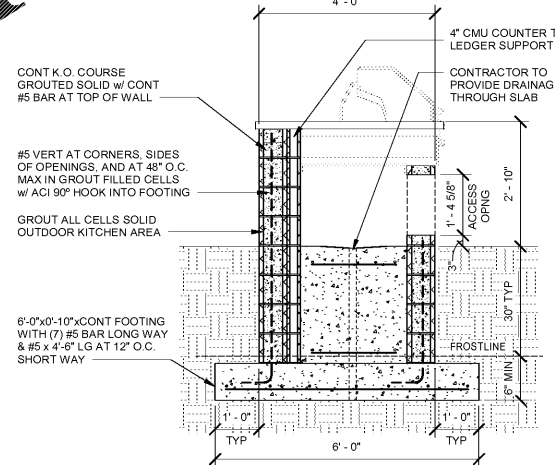 4' - 0"
4" CMU COUNTER T
LEDGER SUPPORT
CONT K.O. COURSE
GROUTED SOLID w/ CONT
#5 BAR AT TOP OF WALL
CONTRACTOR TO
PROVIDE DRAINAG
THROUGH SLAB
#5 VERT AT CORNERS, SIDES
OF OPENINGS, AND AT 48" O.C.
MAX IN GROUT FILLED CELLS
w/ ACI 90º HOOK INTO FOOTING
GROUT ALL CELLS SOLID
OUTDOOR KITCHEN AREA
1' - 4 5/8"
ACCESS
OPNG
2' - 10"
3"
30" TYP
6'-0"x0'-10"xCONT FOOTING
WITH (7) #5 BAR LONG WAY
& #5 x 4'-6" LG AT 12" O.C.
SHORT WAY
FROSTLINE
6" MIN
1' - 0"
TYP
1' - 0"
TYP
6' - 0"